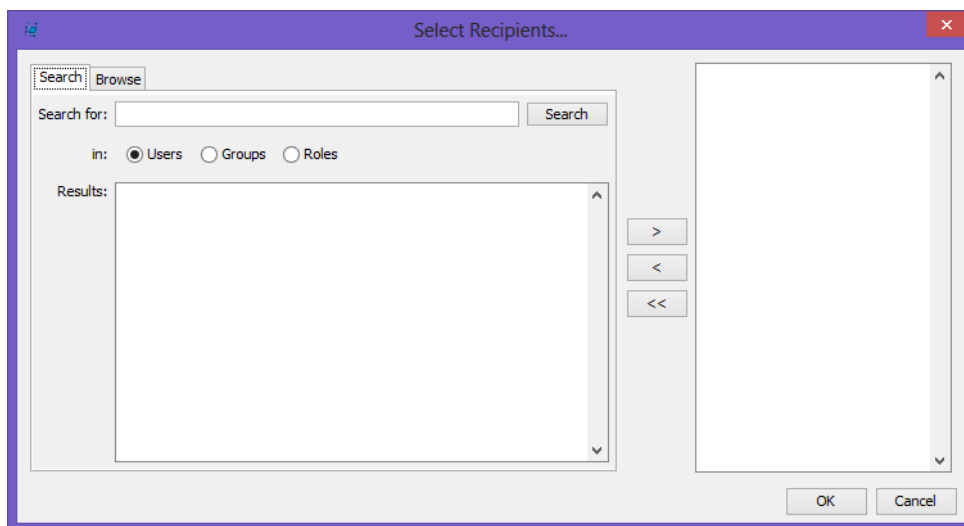 Select Recipients...
Search Browse
Search for: Search
in: Users Groups Roles
Results:
>
<
<<
OK Cancel